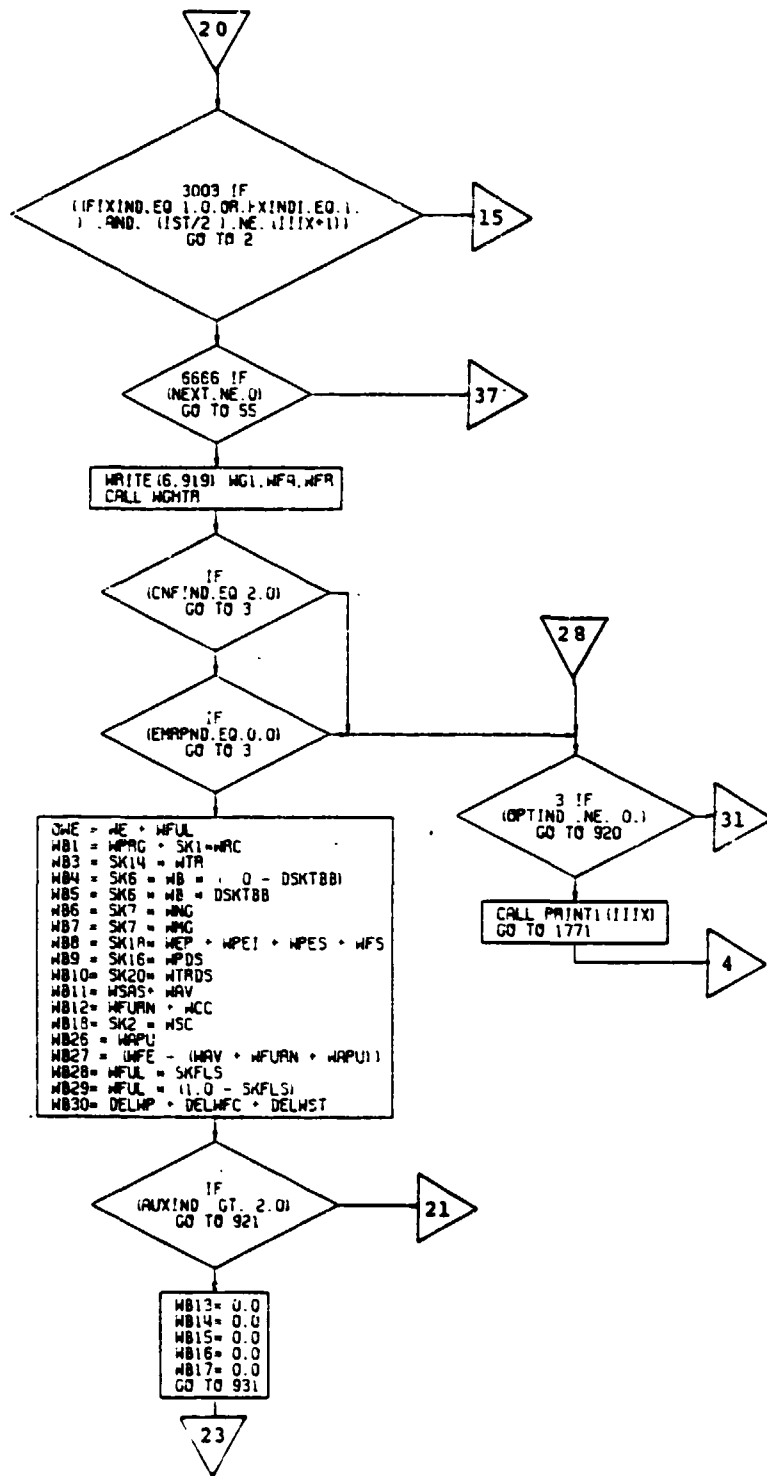 20
3003 IF
((FIXIND.EQ.1.0.OR.FXINDI.EQ.1.
) .AND. (IST/2 ).NE.(IIIX+1))
GO TO 2
15
6666 IF
(NEXT.NE.0)
GO TO 55
37
WRITE(6,919) WG1,WFA,WFR
CALL WGHTR
IF
(CNFIND.EQ 2.0)
GO TO 3
28
IF
(EMRPND.EQ.0.0)
GO TO 3
3 IF
(OPTIND .NE. 0.)
GO TO 920
31
CALL PRINT1(IIIX)
GO TO 1771
4
OWE = WE + WFUL
WB1 = WPRG + SK1*WRC
WB3 = SK14 * WTR
WB4 = SK6 * WB * ( .0 - DSKTBB)
WB5 = SK6 * WB * DSKTBB
WB6 = SK7 * WNG
WB7 = SK7 * WMG
WB8 = SK18* WEP + WPEI + WPES + WFS
WB9 = SK16* WPDS
WB10= SK20* WTRDS
WB11= WSAS+ WAV
WB12= WFURN + WCC
WB18= SK2 * WSC
WB26 = WAPU
WB27 = (WFE - (WAV + WFURN + WAPU))
WB28= WFUL * SKFLS
WB29= WFUL * (1.0 - SKFLS)
WB30= DELWP + DELWFC + DELWST
IF
(AUXIND GT. 2.0)
GO TO 921
21
WB13= 0.0
WB14= 0.0
WB15= 0.0
WB16= 0.0
WB17= 0.0
GO TO 931
23